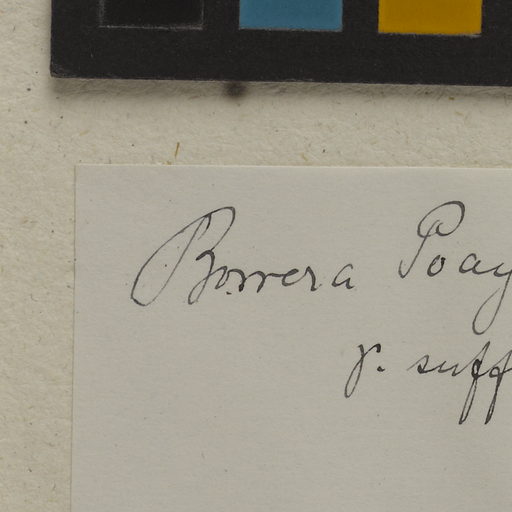 Borrera Poay
γ. suff